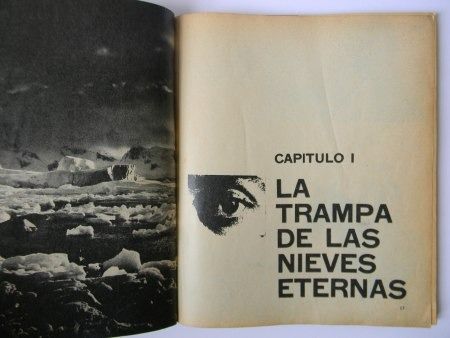 CAPITULO I
LA
TRAMPA
DE LAS
NIEVES
ETERNAS